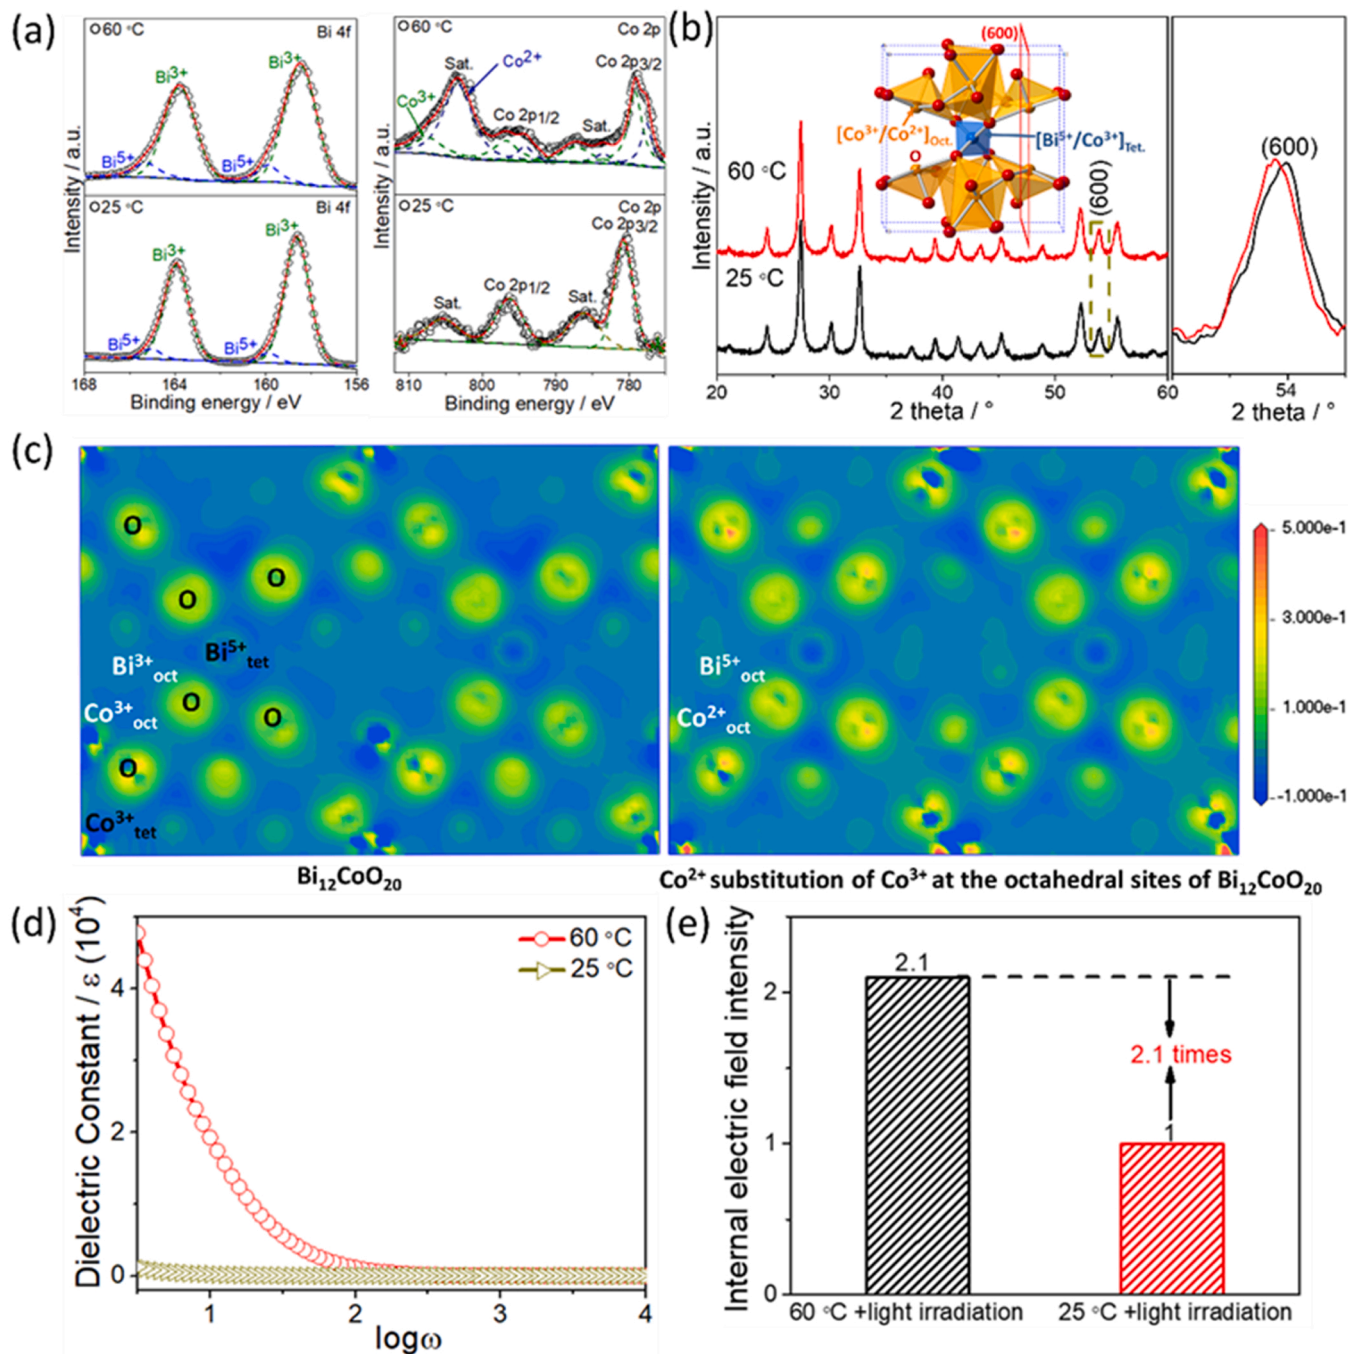 (a)
O 60 °C
Bi 4f
Bi³⁺
Bi³⁺
Bi⁵⁺
Bi⁵⁺
O 25 °C
Bi 4f
Bi³⁺
Bi³⁺
Bi⁵⁺
Bi⁵⁺
Intensity / a.u.
168 164 160 156
Binding energy / eV
O 60 °C
Co 2p
Sat.
Co²⁺
Co 2p3/2
Co³⁺
Co 2p1/2
Sat.
O 25 °C
Co 2p
Co 2p3/2
Sat.
Co 2p1/2
Sat.
Intensity / a.u.
810 800 790 780
Binding energy / eV
(b)
(600)
[Co³⁺/Co²⁺]Oct.
[Bi⁵⁺/Co³⁺]Tet.
O
60 °C
(600)
25 °C
Intensity / a.u.
20 30 40 50 60
2 theta / °
(600)
54
2 theta / °
(c)
O
O
O
Bi⁵⁺tet
Bi³⁺oct
O
Co³⁺oct
O
O
Co³⁺tet
Bi₁₂CoO₂₀
Bi⁵⁺oct
Co²⁺oct
Co²⁺ substitution of Co³⁺ at the octahedral sites of Bi₁₂CoO₂₀
5.000e-1
3.000e-1
1.000e-1
-1.000e-1
(d)
Dielectric Constant / ε (10⁴)
4
2
0
60 °C
25 °C
1 2 3 4
logω
(e)
Internal electric field intensity
2
1
0
2.1
2.1 times
1
60 °C +light irradiation
25 °C +light irradiation